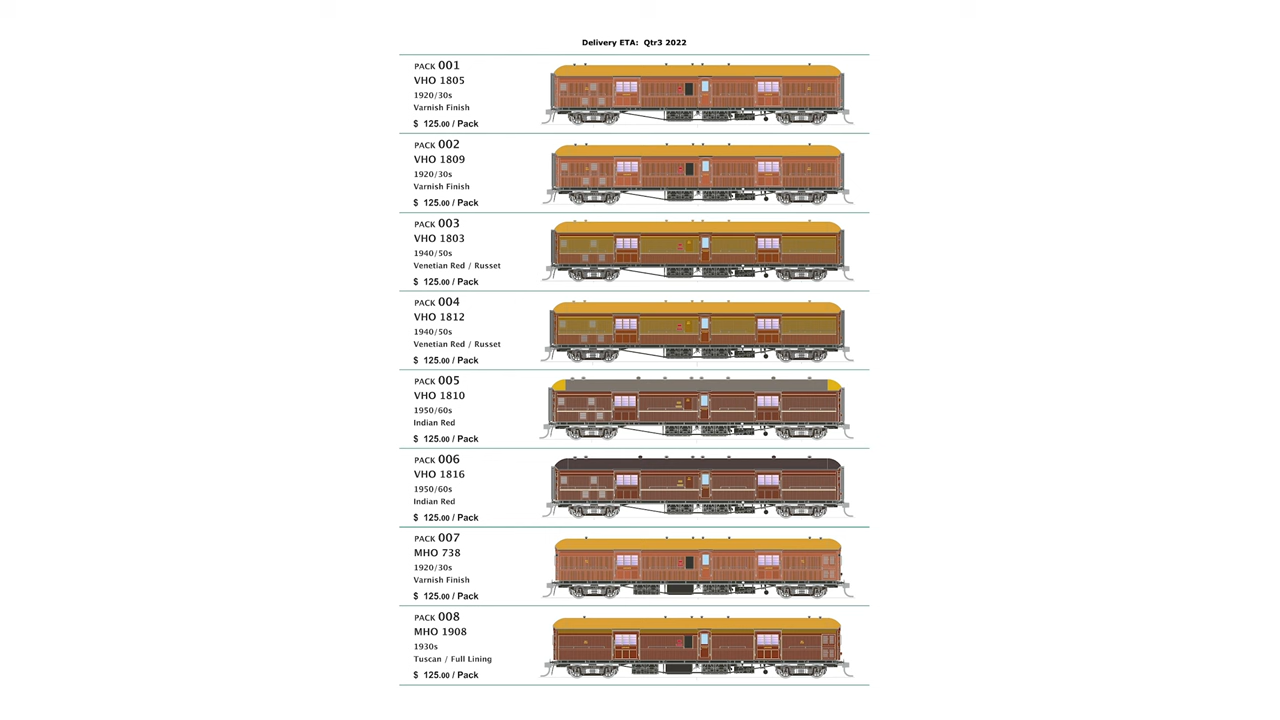 Delivery ETA: Qtr3 2022
PACK 001
VHO 1805
1920/30s
Varnish Finish
$ 125.00 / Pack
PACK 002
VHO 1809
1920/30s
Varnish Finish
$ 125.00 / Pack
PACK 003
VHO 1803
1940/50s
Venetian Red / Russet
$ 125.00 / Pack
PACK 004
VHO 1812
1940/50s
Venetian Red / Russet
$ 125.00 / Pack
PACK 005
VHO 1810
1950/60s
Indian Red
$ 125.00 / Pack
PACK 006
VHO 1816
1950/60s
Indian Red
$ 125.00 / Pack
PACK 007
MHO 738
1920/30s
Varnish Finish
$ 125.00 / Pack
PACK 008
MHO 1908
1930s
Tuscan / Full Lining
$ 125.00 / Pack